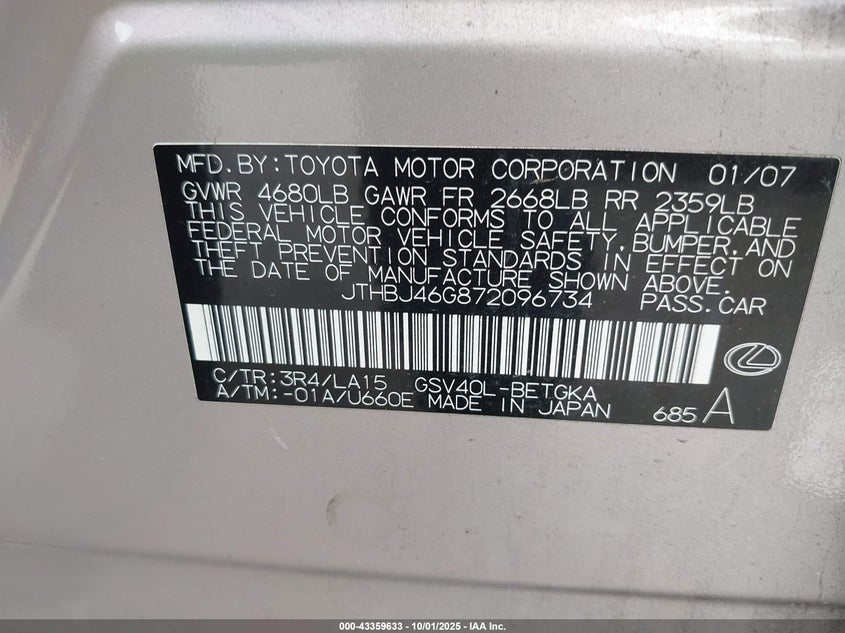 MFD.BY:TOYOTA MOTOR CORPORATION 01/07
GVWR 4680LB GAWR FR 2668LB RR 2359LB
THIS VEHICLE CONFORMS TO ALL APPLICABLE
FEDERAL MOTOR VEHICLE SAFETY, BUMPER, AND
THEFT PREVENTION STANDARDS IN EFFECT ON
THE DATE OF MANUFACTURE SHOWN ABOVE.
JTHBJ46G872096734 PASS.CAR
C/TR:3R4/LA15 GSV40L-BETGKA
A/TM:-01A/U660E MADE IN JAPAN 685 A
000-43359633 - 10/01/2025 - IAA Inc.